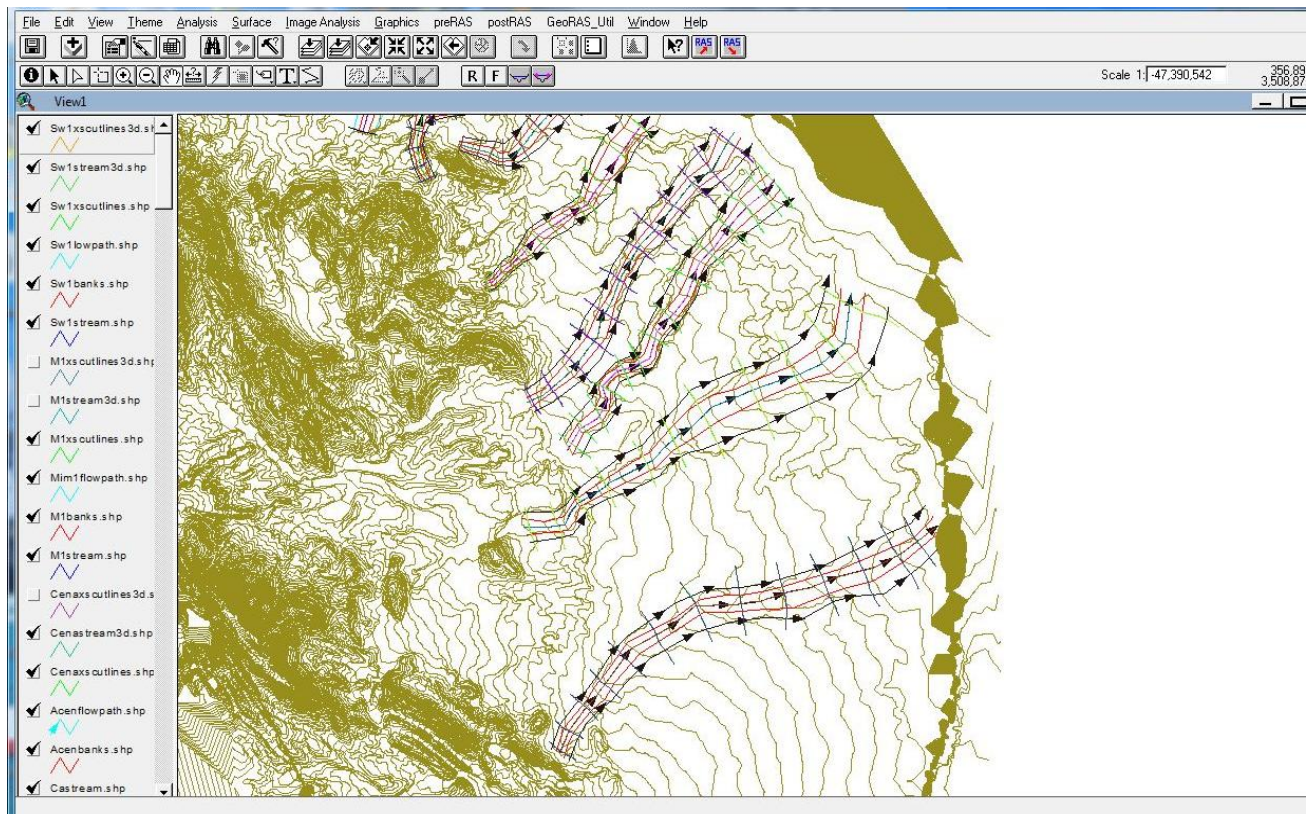 File Edit View Theme Analysis Surface Image Analysis Graphics preRAS postRAS GeoRAS_Util Window Help
RAS RAS
T R F Scale 1: -47,390,542 356,89
3,508,87
View1
Sw1xscutlines3d.sh
Sw1stream3d.shp
Sw1xscutlines.shp
Sw1lowpath.shp
Sw1banks.shp
Sw1stream.shp
M1xscutlines3d.shp
M1stream3d.shp
M1xscutlines.shp
Mim1flowpath.shp
M1banks.shp
M1stream.shp
Cenaxscutlines3d.s
Cenastream3d.shp
Cenaxscutlines.shp
Acenflowpath.shp
Acenbanks.shp
Castream.shp